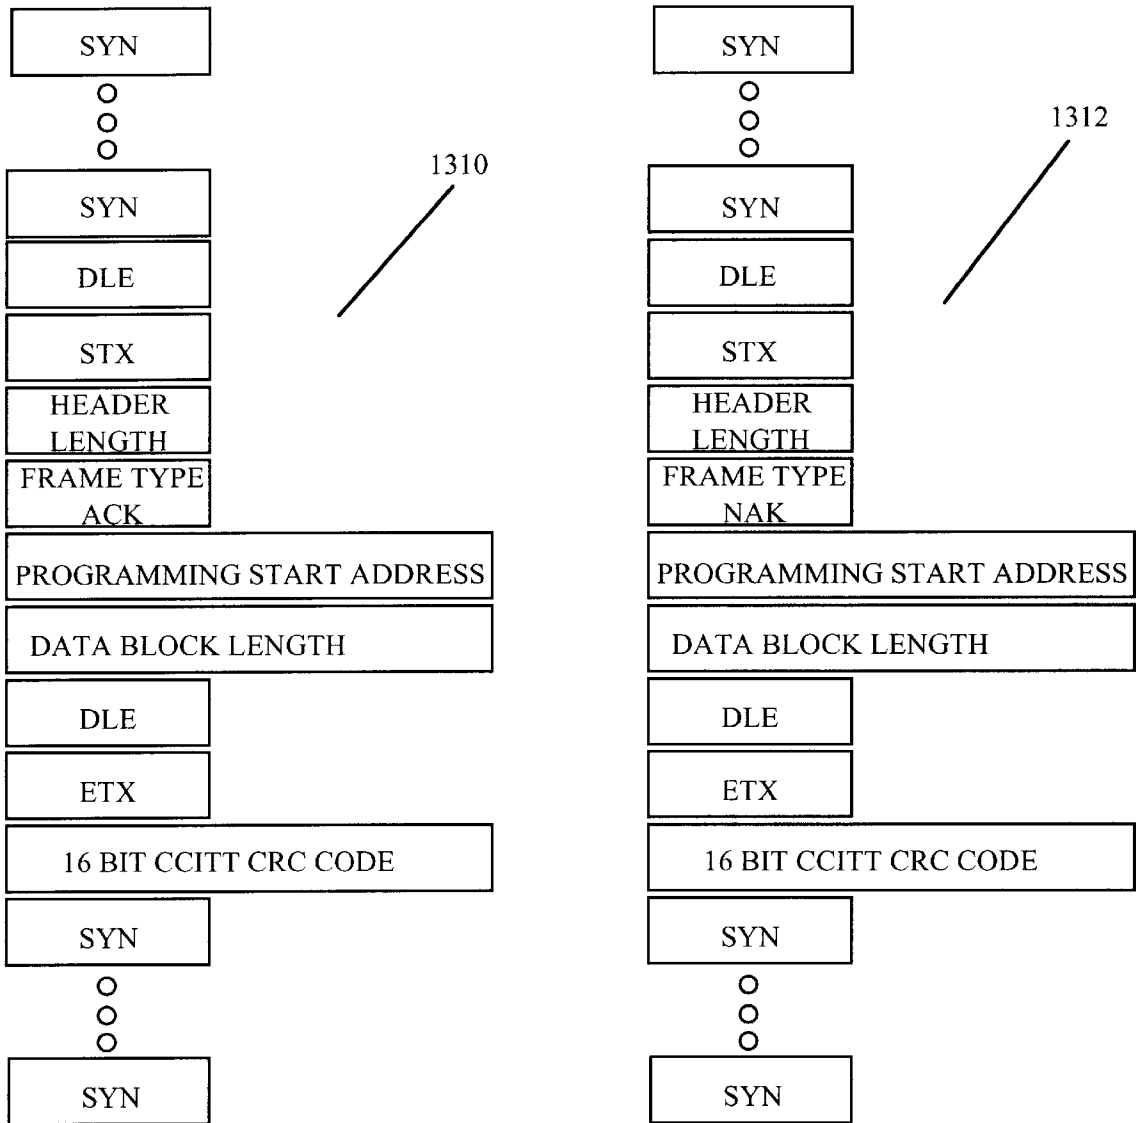 SYN
SYN
1310
DLE
STX
HEADER
LENGTH
FRAME TYPE
ACK
PROGRAMMING START ADDRESS
DATA BLOCK LENGTH
DLE
ETX
16 BIT CCITT CRC CODE
SYN
SYN
SYN
1312
SYN
DLE
STX
HEADER
LENGTH
FRAME TYPE
NAK
PROGRAMMING START ADDRESS
DATA BLOCK LENGTH
DLE
ETX
16 BIT CCITT CRC CODE
SYN
SYN